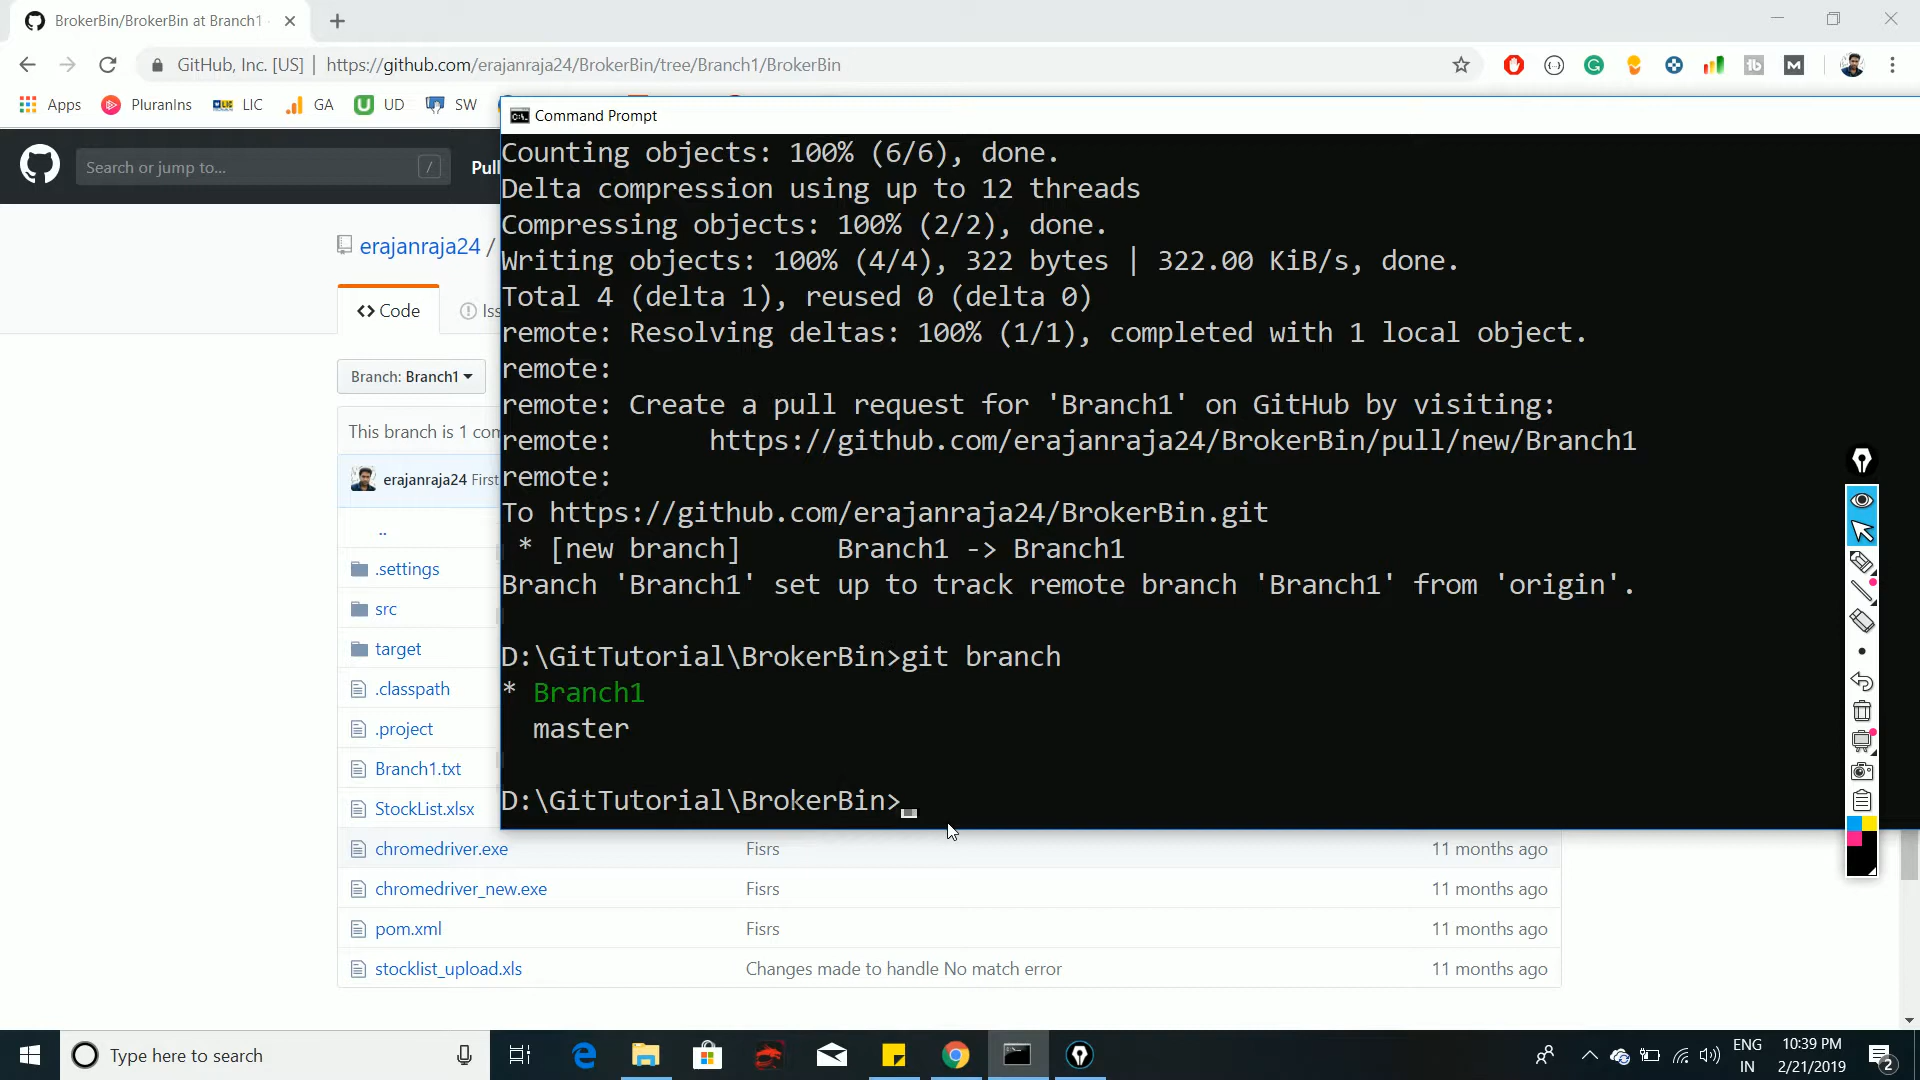 BrokerBin/BrokerBin at Branch1
GitHub, Inc. [US] | https://github.com/erajanraja24/BrokerBin/tree/Branch1/BrokerBin
Apps PluranIns LIC GA UD SW
Command Prompt
Search or jump to... / Pull
erajanraja24 /
Code Iss
Branch: Branch1
This branch is 1 com
erajanraja24 First
..
.settings
src
target
.classpath
.project
Branch1.txt
StockList.xlsx
chromedriver.exe Fisrs 11 months ago
chromedriver_new.exe Fisrs 11 months ago
pom.xml Fisrs 11 months ago
stocklist_upload.xls Changes made to handle No match error 11 months ago
Counting objects: 100% (6/6), done.
Delta compression using up to 12 threads
Compressing objects: 100% (2/2), done.
Writing objects: 100% (4/4), 322 bytes | 322.00 KiB/s, done.
Total 4 (delta 1), reused 0 (delta 0)
remote: Resolving deltas: 100% (1/1), completed with 1 local object.
remote:
remote: Create a pull request for 'Branch1' on GitHub by visiting:
remote:      https://github.com/erajanraja24/BrokerBin/pull/new/Branch1
remote:
To https://github.com/erajanraja24/BrokerBin.git
 * [new branch]      Branch1 -> Branch1
Branch 'Branch1' set up to track remote branch 'Branch1' from 'origin'.
D:\GitTutorial\BrokerBin>git branch
* Branch1
  master
D:\GitTutorial\BrokerBin>
Type here to search
ENG
IN
10:39 PM
2/21/2019
2